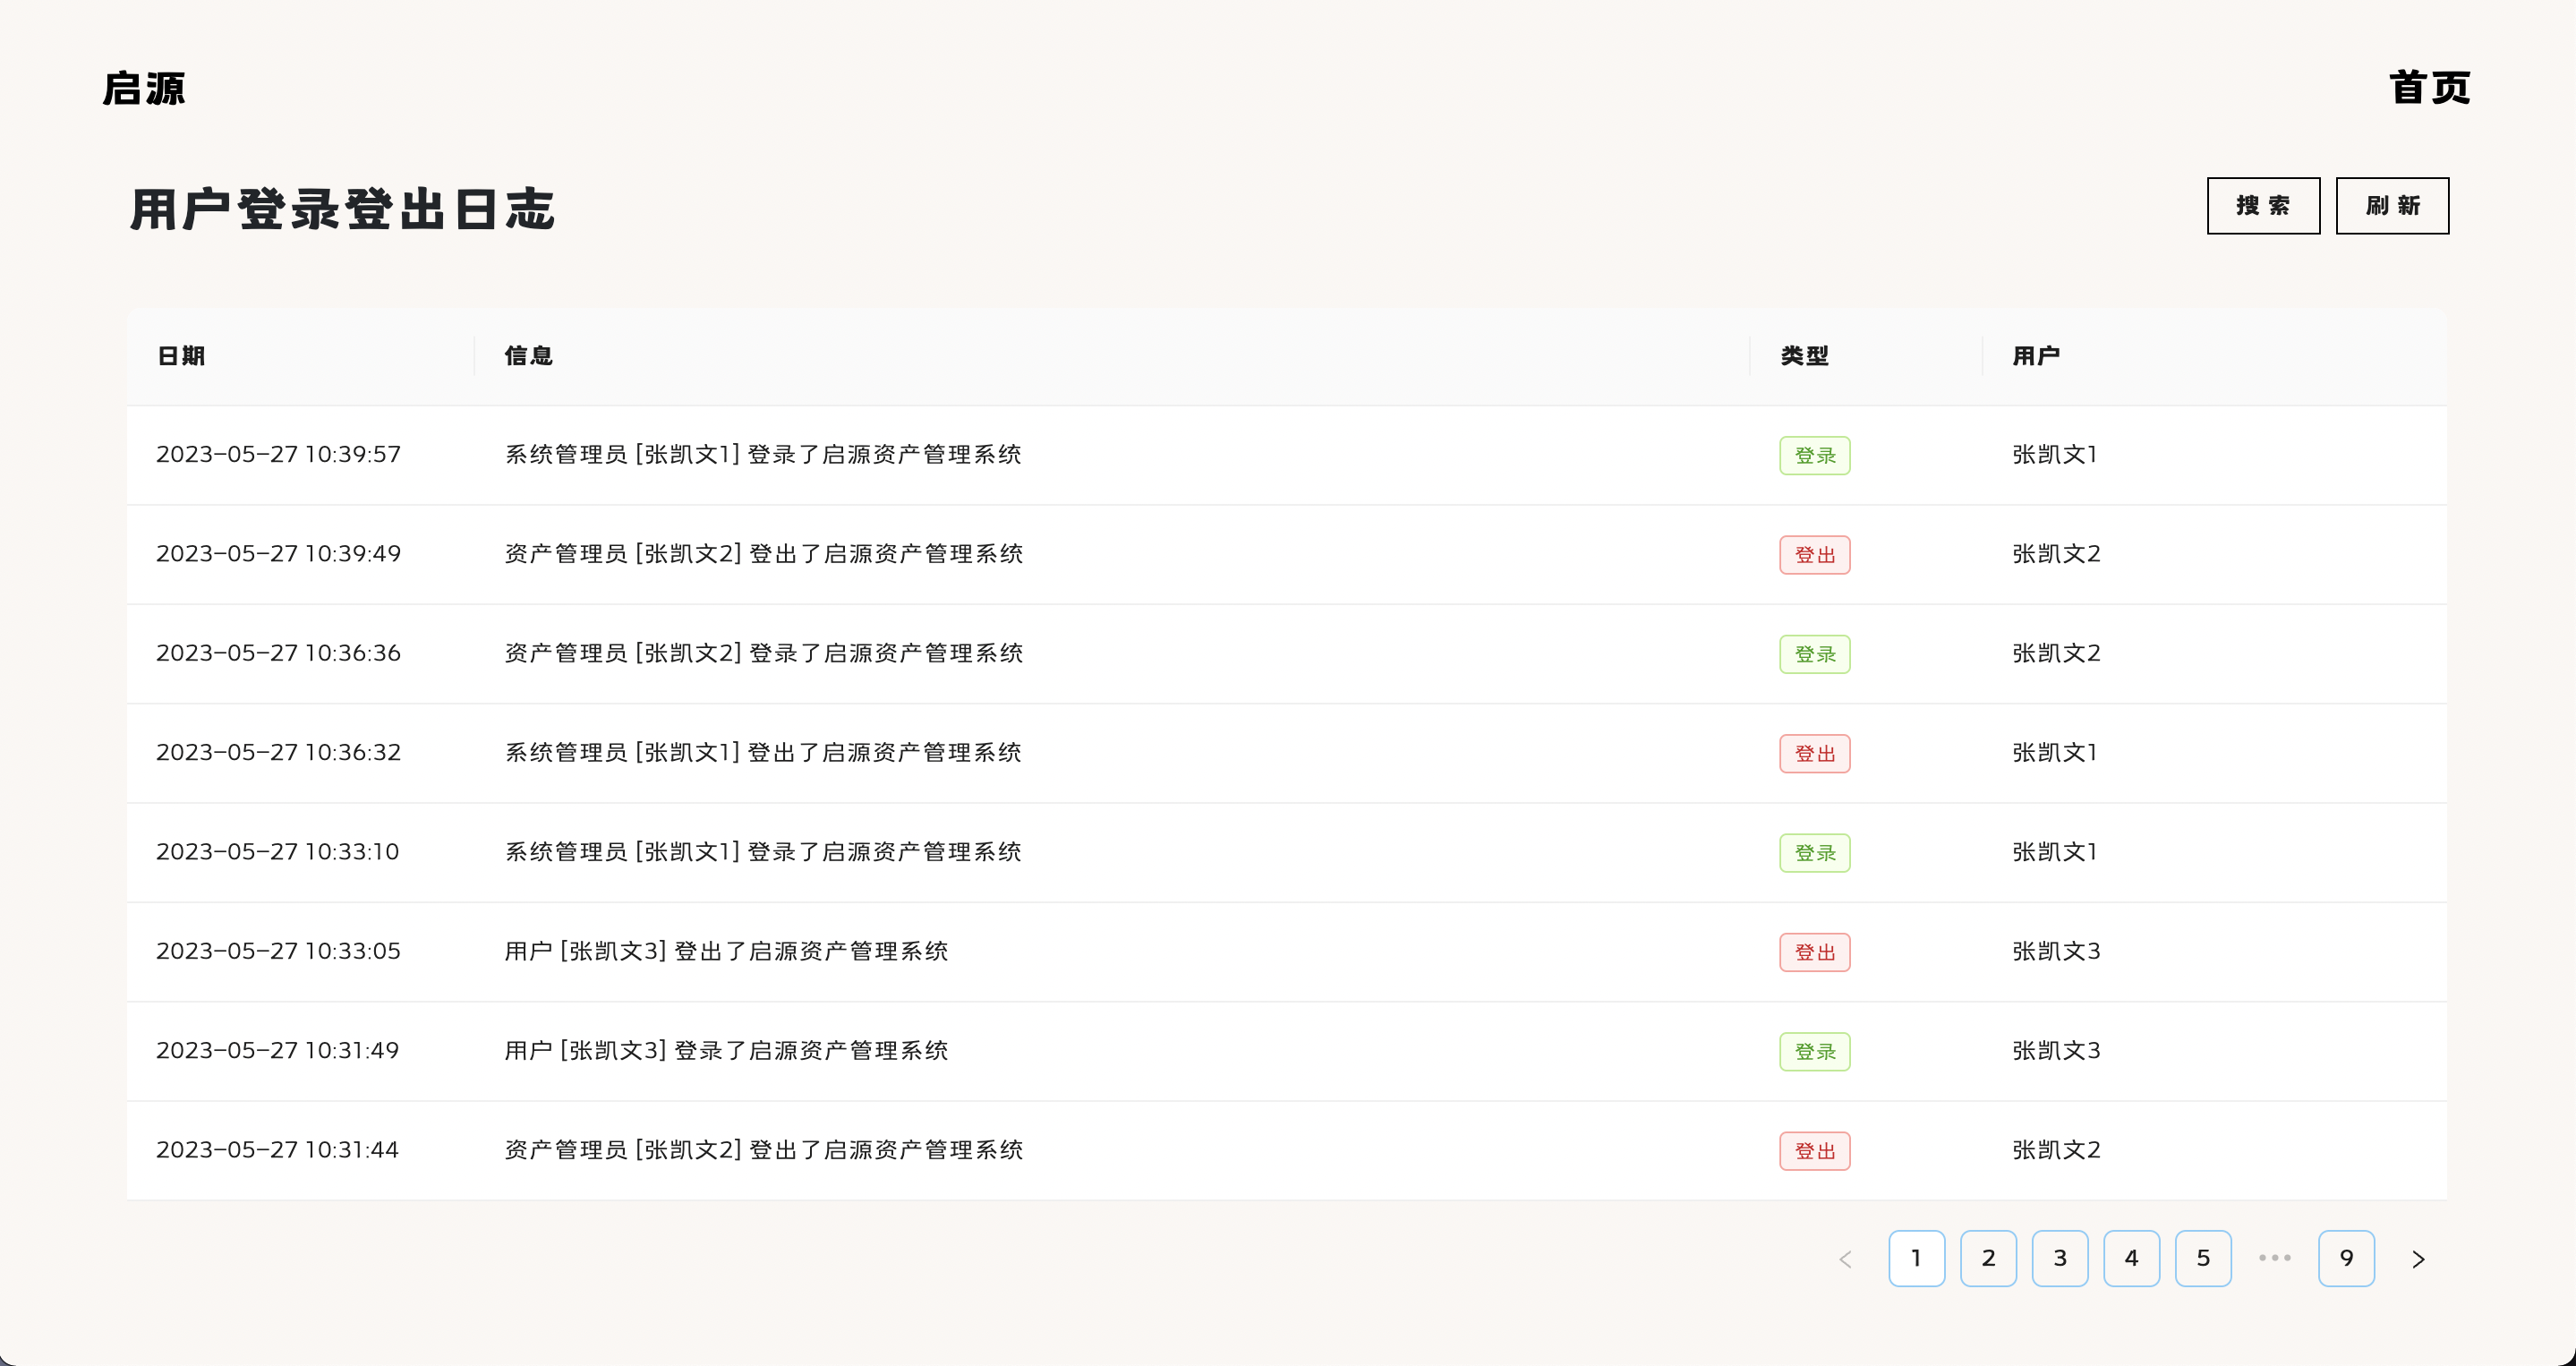 启源 首页
用户登录登出日志 搜 索 刷 新
日期 信息 类型 用户
2023-05-27 10:39:57 系统管理员 [张凯文1] 登录了启源资产管理系统 登录 张凯文1
2023-05-27 10:39:49 资产管理员 [张凯文2] 登出了启源资产管理系统 登出 张凯文2
2023-05-27 10:36:36 资产管理员 [张凯文2] 登录了启源资产管理系统 登录 张凯文2
2023-05-27 10:36:32 系统管理员 [张凯文1] 登出了启源资产管理系统 登出 张凯文1
2023-05-27 10:33:10 系统管理员 [张凯文1] 登录了启源资产管理系统 登录 张凯文1
2023-05-27 10:33:05 用户 [张凯文3] 登出了启源资产管理系统 登出 张凯文3
2023-05-27 10:31:49 用户 [张凯文3] 登录了启源资产管理系统 登录 张凯文3
2023-05-27 10:31:44 资产管理员 [张凯文2] 登出了启源资产管理系统 登出 张凯文2
< 1 2 3 4 5 ••• 9 >